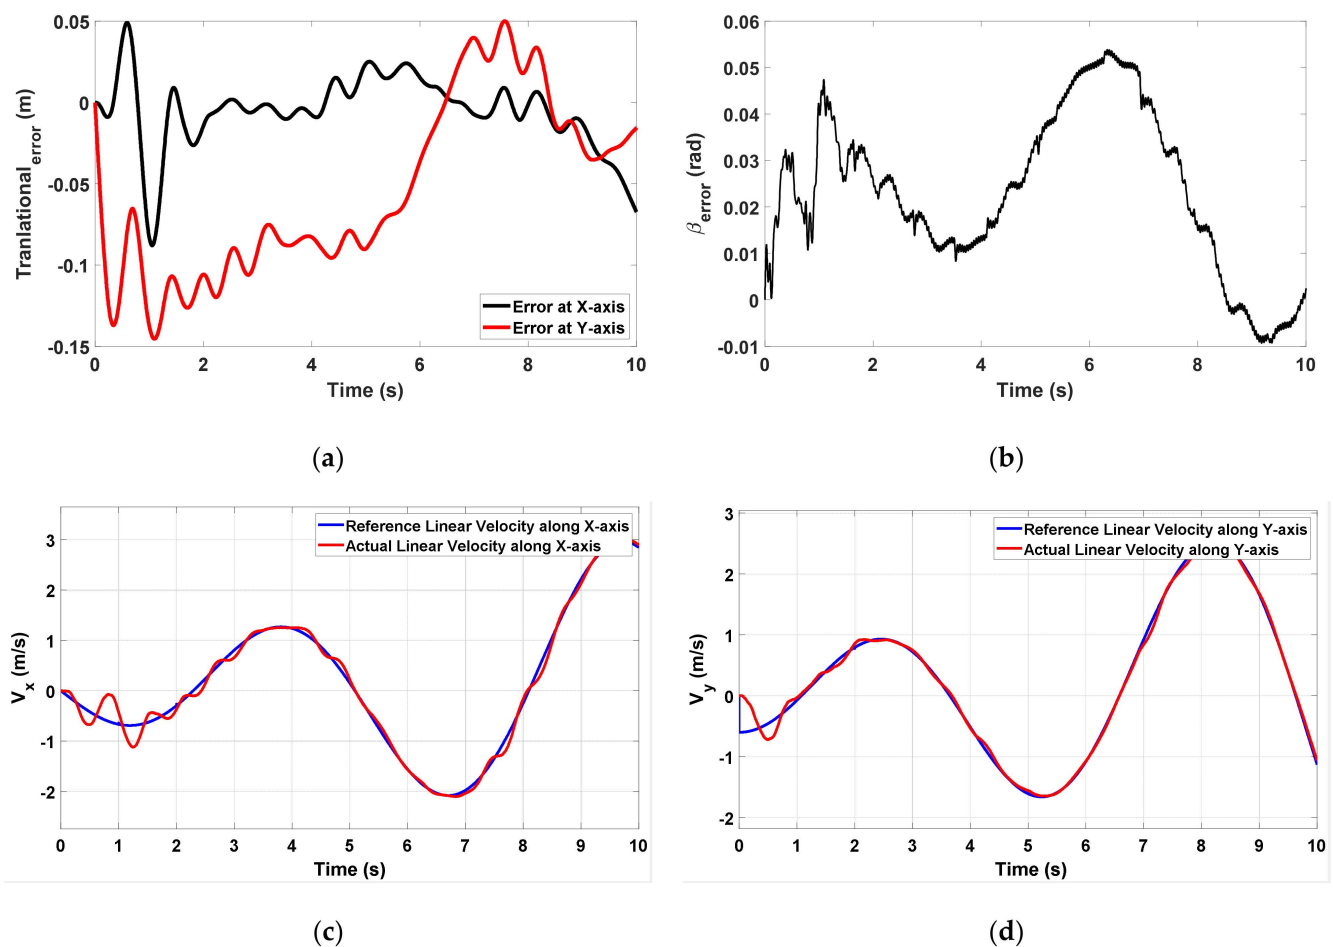 0.05
0
-0.05
-0.1
-0.15
Tranlational error (m)
Error at X-axis
Error at Y-axis
0 2 4 6 8 10
Time (s)
(a)
0.06
0.05
0.04
0.03
0.02
0.01
0
-0.01
β error (rad)
0 2 4 6 8 10
Time (s)
(b)
3
2
1
0
-1
-2
V x (m/s)
Reference Linear Velocity along X-axis
Actual Linear Velocity along X-axis
0 1 2 3 4 5 6 7 8 9 10
Time (s)
(c)
3
2
1
0
-1
-2
V y (m/s)
Reference Linear Velocity along Y-axis
Actual Linear Velocity along Y-axis
0 1 2 3 4 5 6 7 8 9 10
Time (s)
(d)